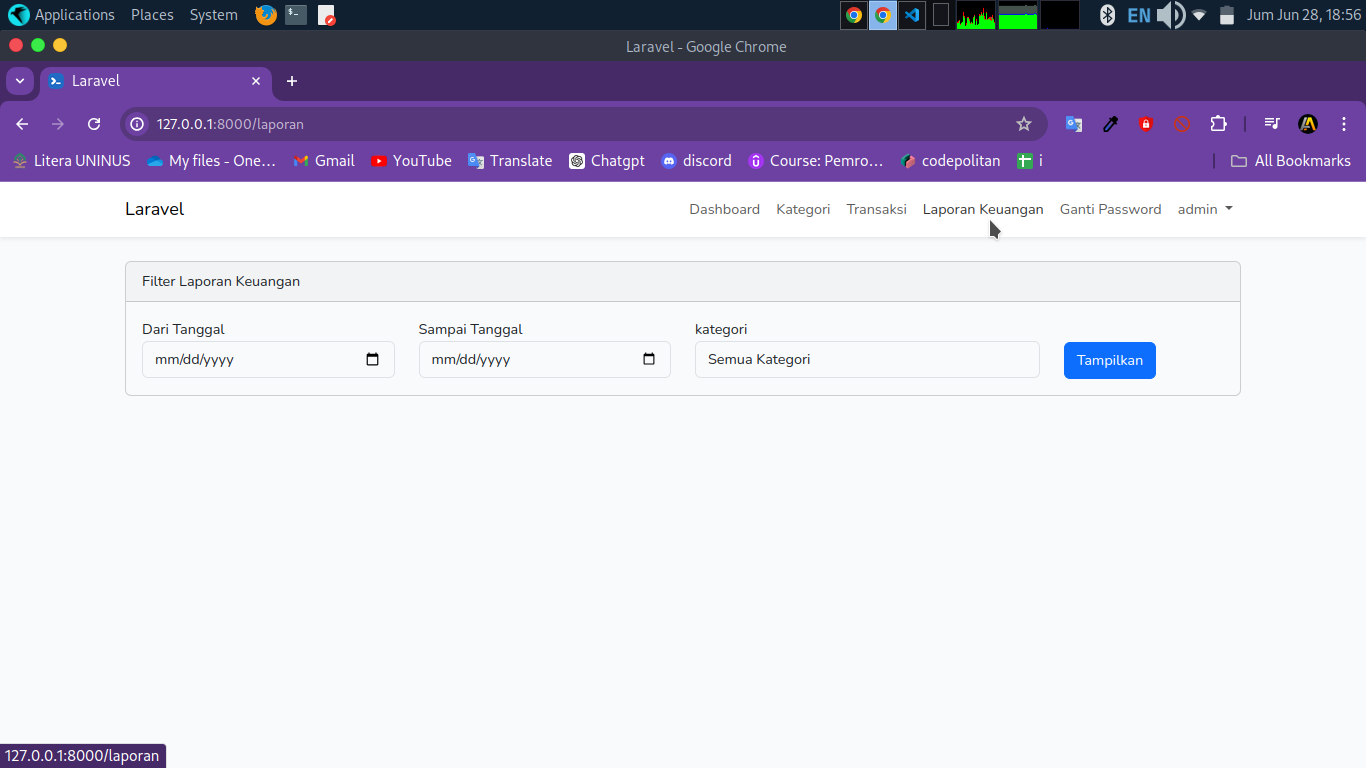 Applications Places System EN Jum Jun 28, 18:56
Laravel - Google Chrome
Laravel
127.0.0.1:8000/laporan
Litera UNINUS My files - One... Gmail YouTube Translate Chatgpt discord Course: Pemro... codepolitan i All Bookmarks
Laravel Dashboard Kategori Transaksi Laporan Keuangan Ganti Password admin
Filter Laporan Keuangan
Dari Tanggal Sampai Tanggal kategori
mm/dd/yyyy mm/dd/yyyy Semua Kategori Tampilkan
127.0.0.1:8000/laporan